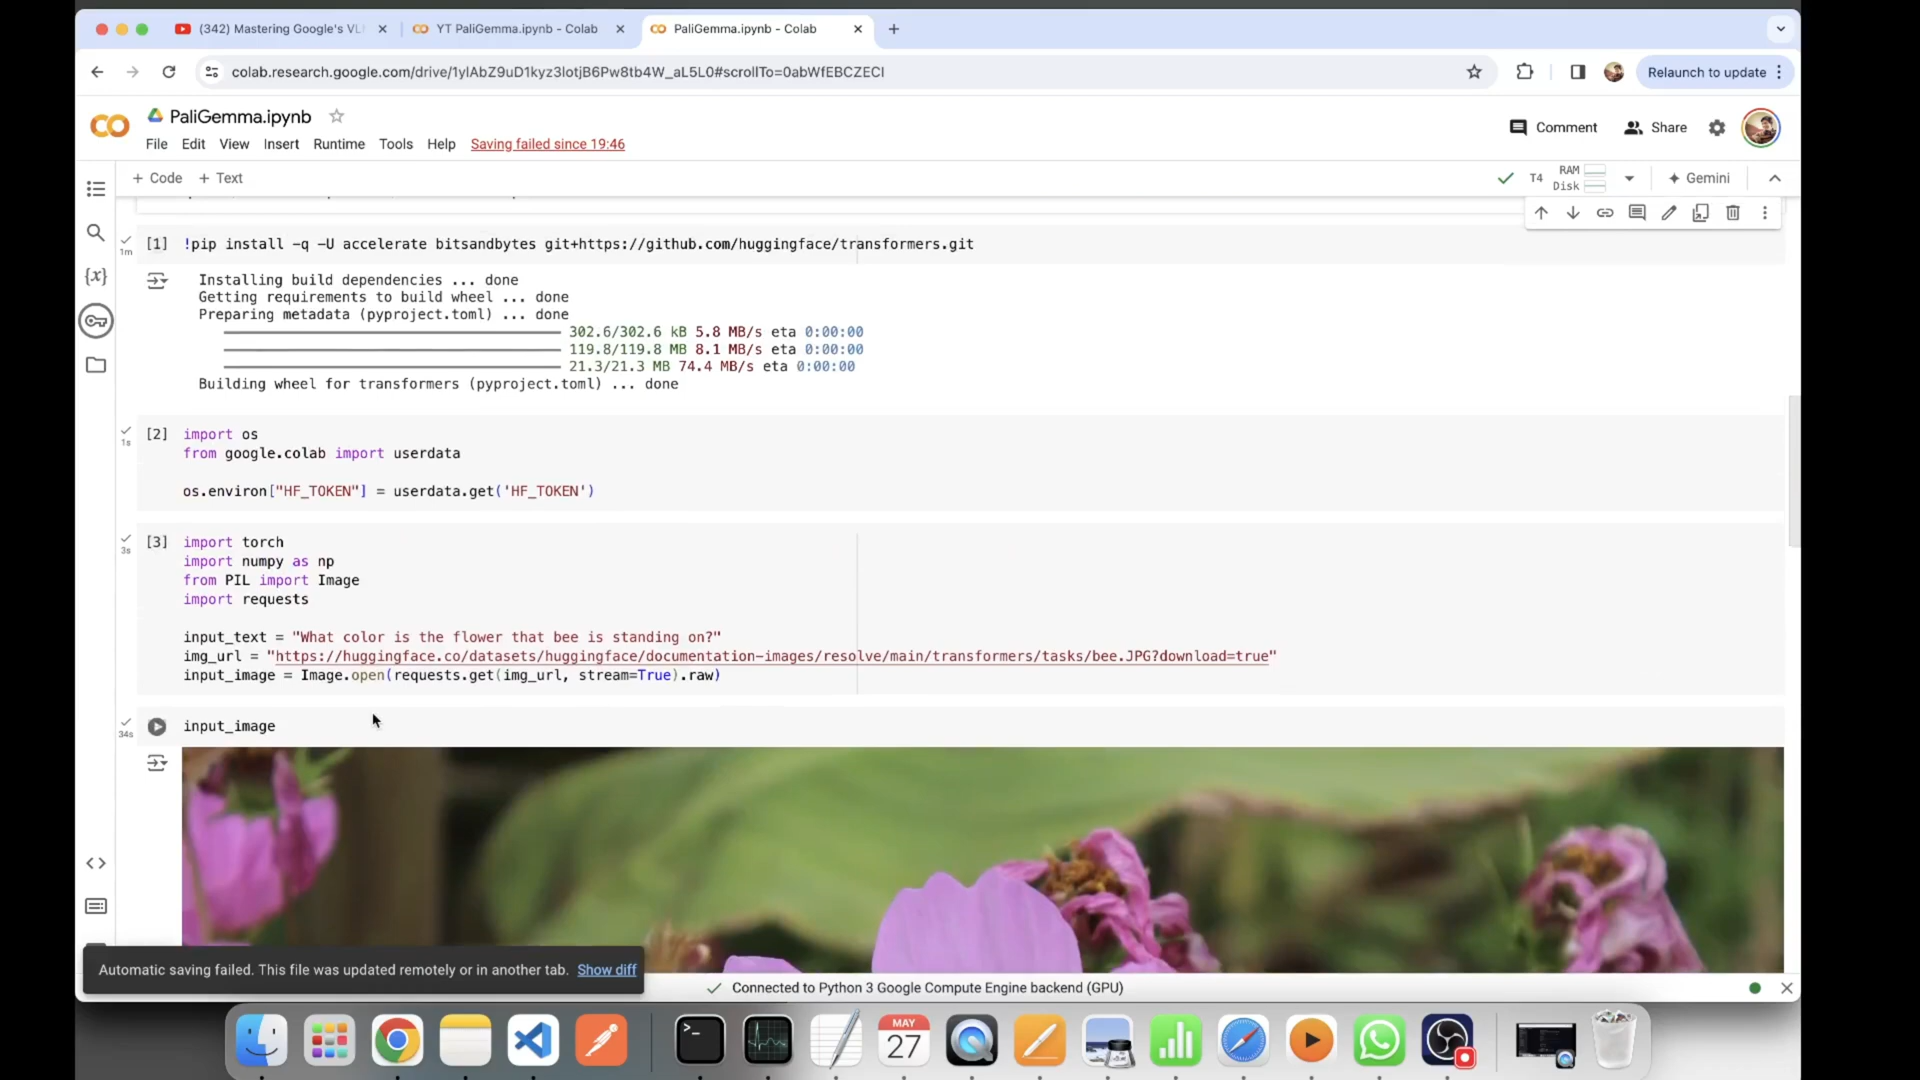 (342) Mastering Google's VL
YT PaliGemma.ipynb - Colab
PaliGemma.ipynb - Colab
colab.research.google.com/drive/1ylAbZ9uD1kyz3lotjB6Pw8tb4W_aL5L0#scrollTo=0abWfEBCZECI
Relaunch to update
PaliGemma.ipynb
File Edit View Insert Runtime Tools Help Saving failed since 19:46
Comment
Share
+ Code + Text
T4
RAM
Disk
Gemini
1m
[1] !pip install -q -U accelerate bitsandbytes git+https://github.com/huggingface/transformers.git
Installing build dependencies ... done
Getting requirements to build wheel ... done
Preparing metadata (pyproject.toml) ... done
302.6/302.6 kB 5.8 MB/s eta 0:00:00
119.8/119.8 MB 8.1 MB/s eta 0:00:00
21.3/21.3 MB 74.4 MB/s eta 0:00:00
Building wheel for transformers (pyproject.toml) ... done
1s
[2] import os
from google.colab import userdata
os.environ["HF_TOKEN"] = userdata.get('HF_TOKEN')
3s
[3] import torch
import numpy as np
from PIL import Image
import requests
input_text = "What color is the flower that bee is standing on?"
img_url = "https://huggingface.co/datasets/huggingface/documentation-images/resolve/main/transformers/tasks/bee.JPG?download=true"
input_image = Image.open(requests.get(img_url, stream=True).raw)
34s
input_image
Automatic saving failed. This file was updated remotely or in another tab. Show diff
Connected to Python 3 Google Compute Engine backend (GPU)
MAY
27